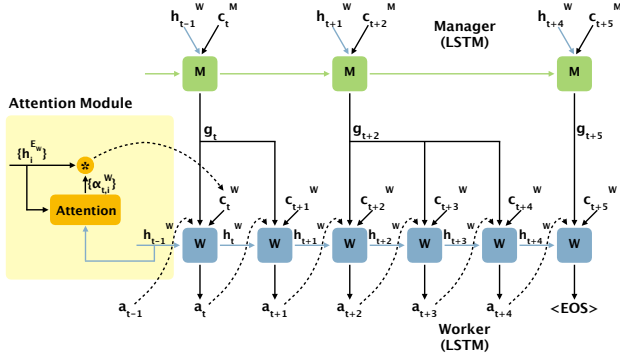 h_{t-1}^W c_t^M h_{t+1}^W c_{t+2}^M h_{t+4}^W c_{t+5}^M
Manager
(LSTM)
M M M
Attention Module
g_t g_{t+2} g_{t+5}
{h_i^{E_W}}
*
{α_{t,i}^W}
Attention
c_t^W c_{t+1}^W c_{t+2}^W c_{t+3}^W c_{t+4}^W c_{t+5}^W
h_{t-1}^W W h_t^W W h_{t+1}^W W h_{t+2}^W W h_{t+3}^W W h_{t+4}^W W
a_{t-1} a_t a_{t+1} a_{t+2} a_{t+3} a_{t+4} <EOS>
Worker
(LSTM)